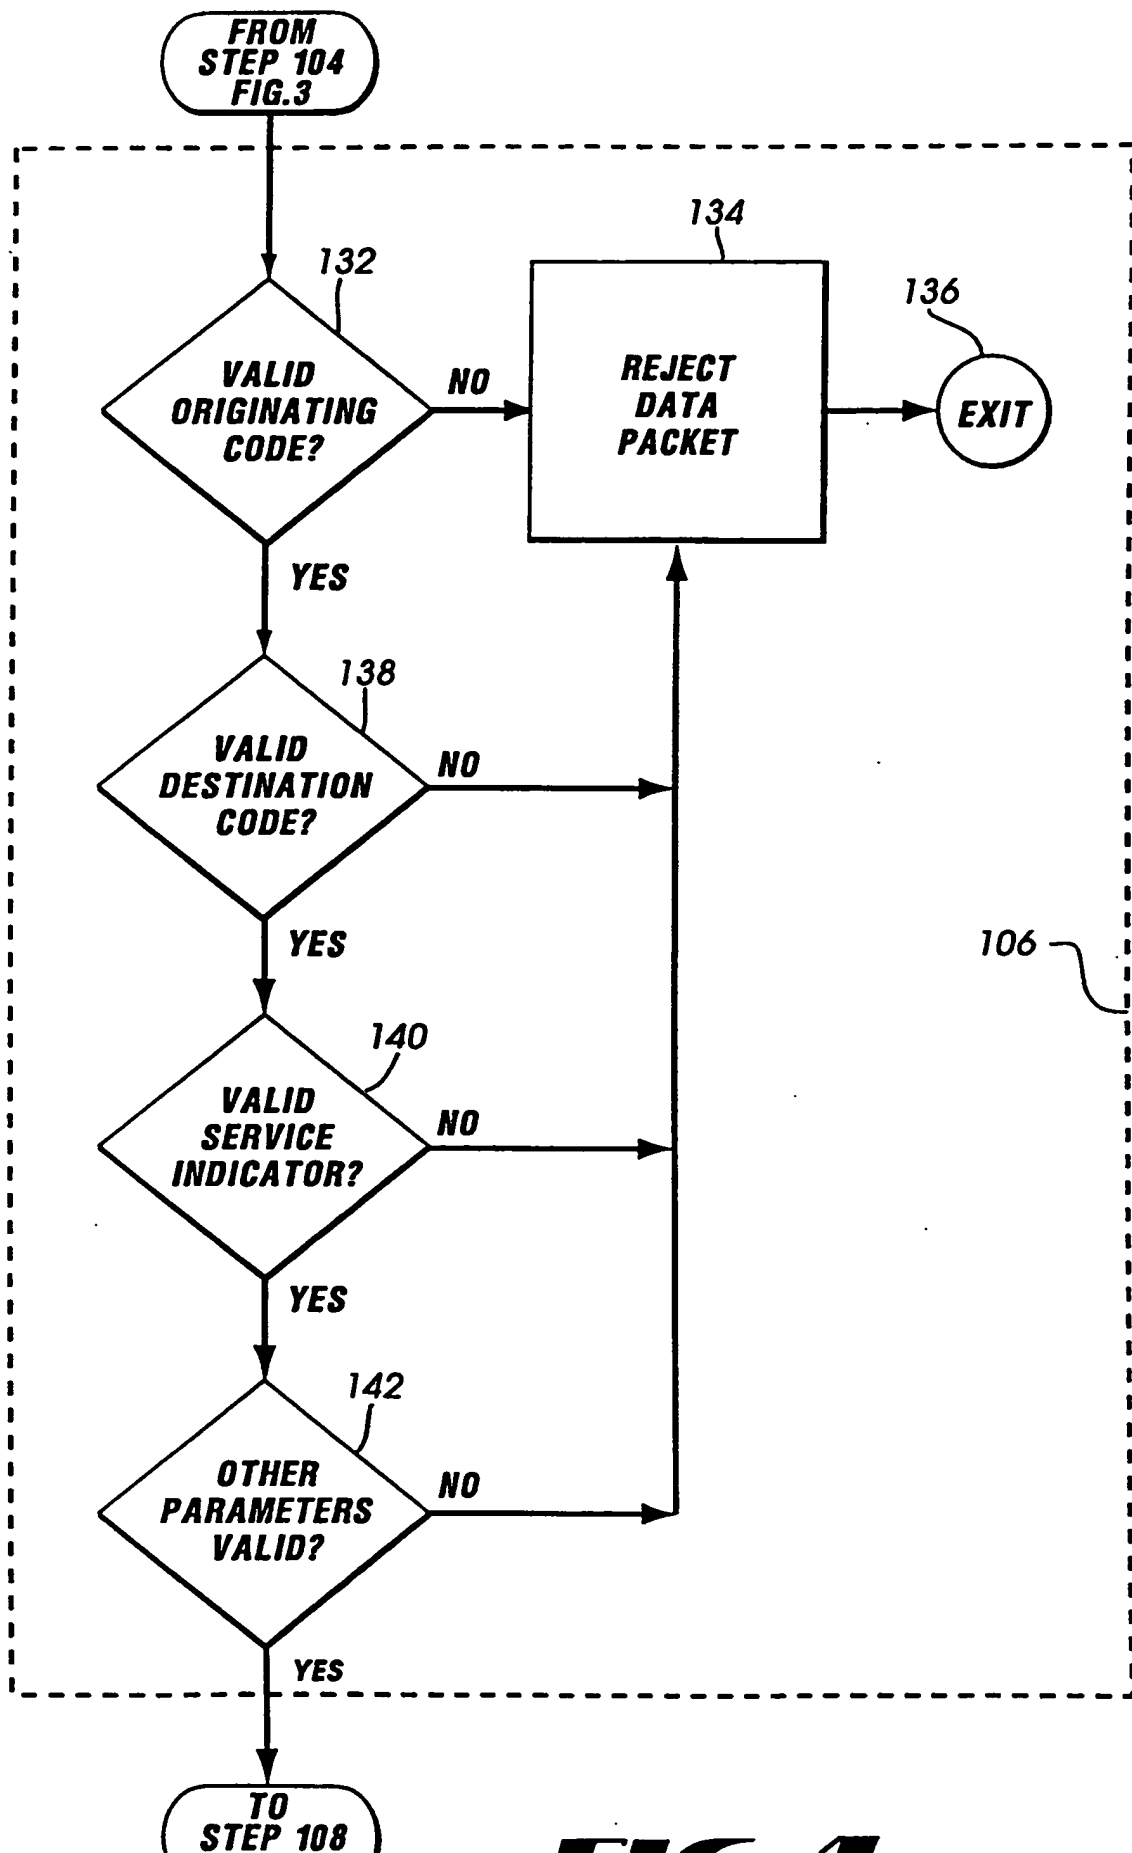 FROM
STEP 104
FIG.3
134
132
136
VALID
ORIGINATING
CODE?
NO
REJECT
DATA
PACKET
EXIT
YES
138
VALID
DESTINATION
CODE?
NO
YES
106
140
VALID
SERVICE
INDICATOR?
NO
YES
142
OTHER
PARAMETERS
VALID?
NO
YES
TO
STEP 108